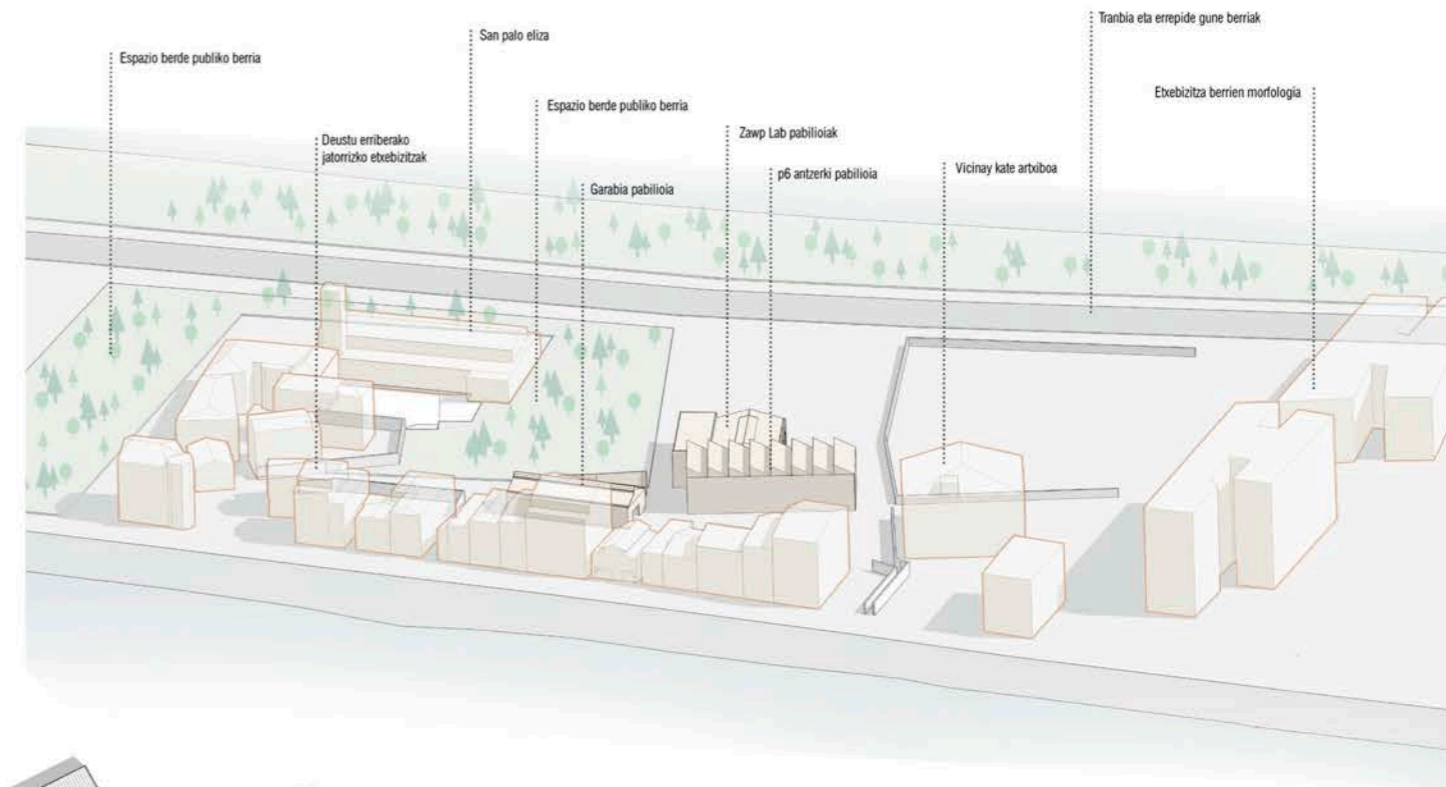 Tranbia eta errepide gune berriak
San palo eliza
Espazio berde publiko berria
Etxebizitza berrien morfologia
Espazio berde publiko berria
Zawp Lab pabilioiak
Deustu erriberako
jatorrizko etxebizitzak
Vicinay kate artxiboa
p6 antzerki pabilioia
Garabia pabilioia